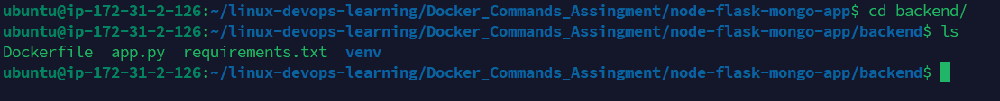 ubuntu@ip-172-31-2-126:~/linux-devops-learning/Docker_Commands_Assingment/node-flask-mongo-app$ cd backend/
ubuntu@ip-172-31-2-126:~/linux-devops-learning/Docker_Commands_Assingment/node-flask-mongo-app/backend$ ls
Dockerfile  app.py  requirements.txt  venv
ubuntu@ip-172-31-2-126:~/linux-devops-learning/Docker_Commands_Assingment/node-flask-mongo-app/backend$